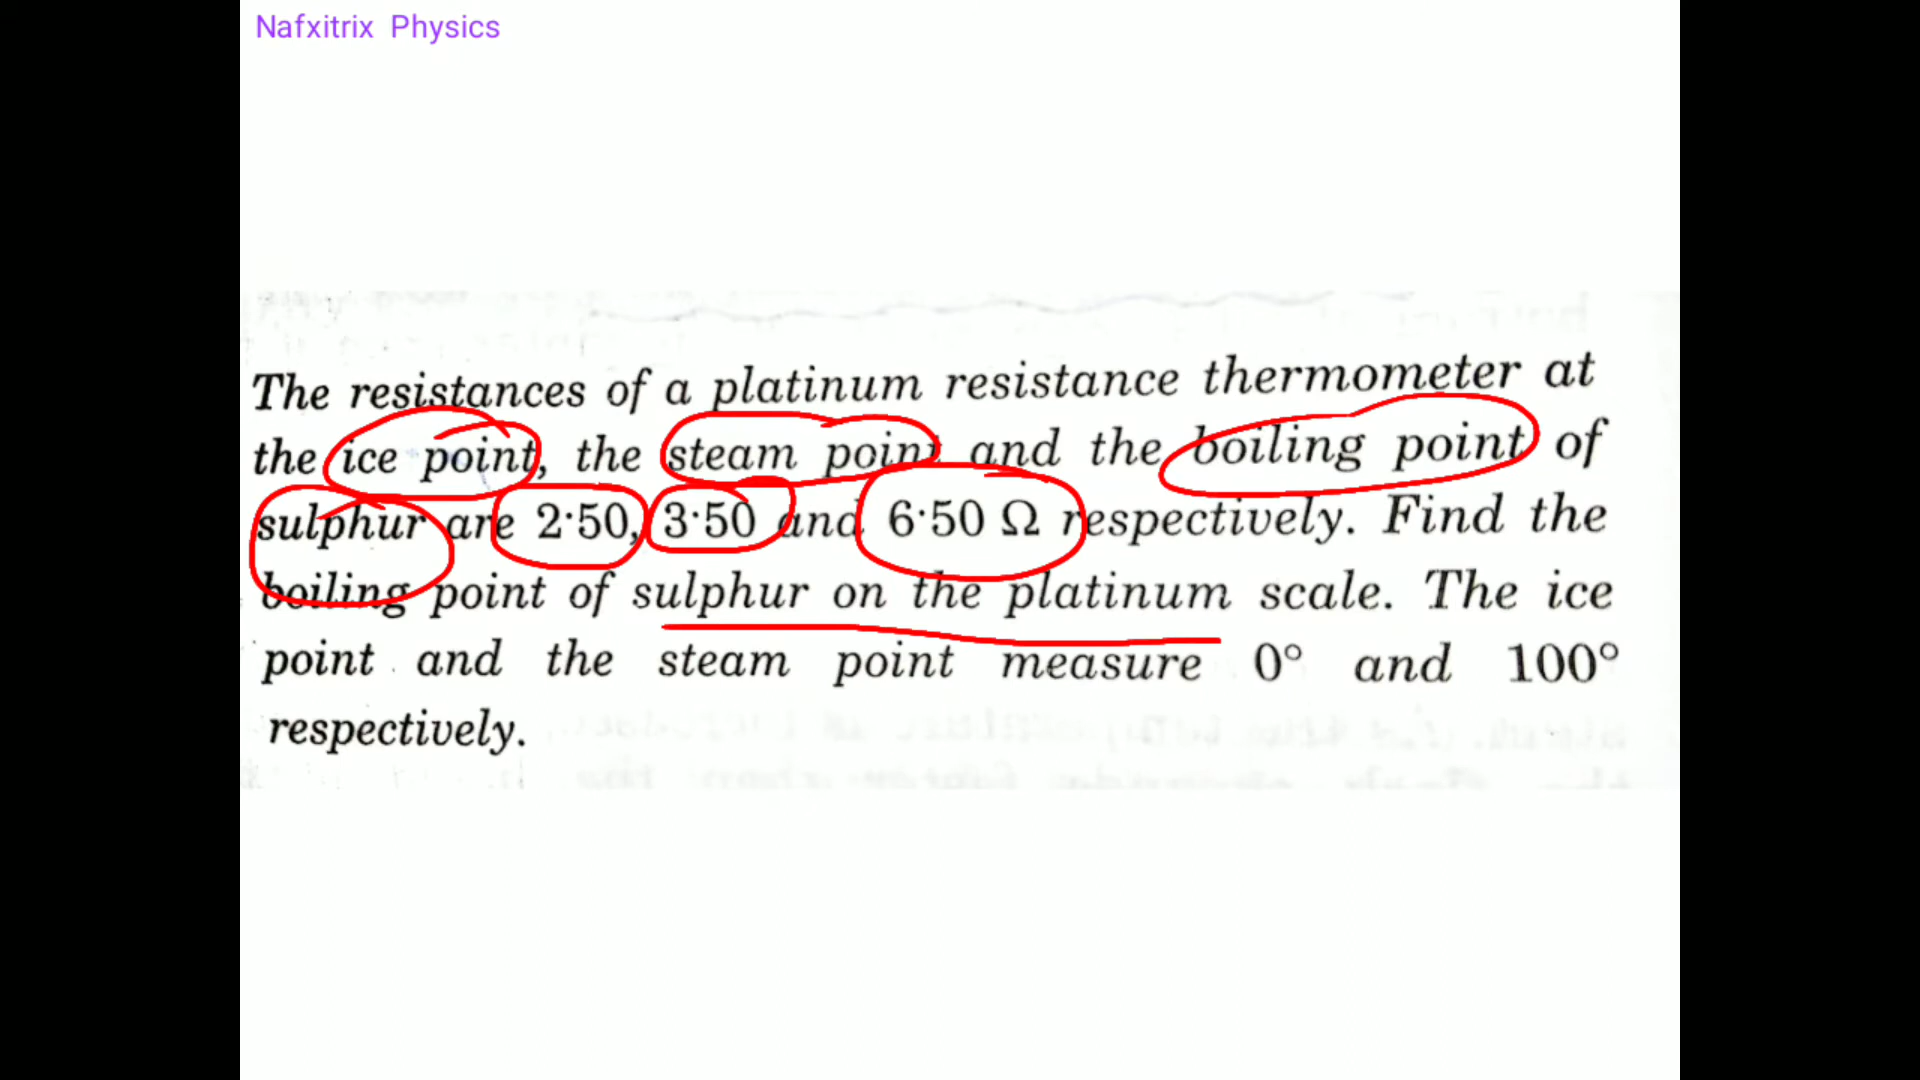 Nafxitrix Physics
The resistances of a platinum resistance thermometer at
the ice point, the steam point and the boiling point of
sulphur are 2·50, 3·50 and 6·50 Ω respectively. Find the
boiling point of sulphur on the platinum scale. The ice
point and the steam point measure 0° and 100°
respectively.